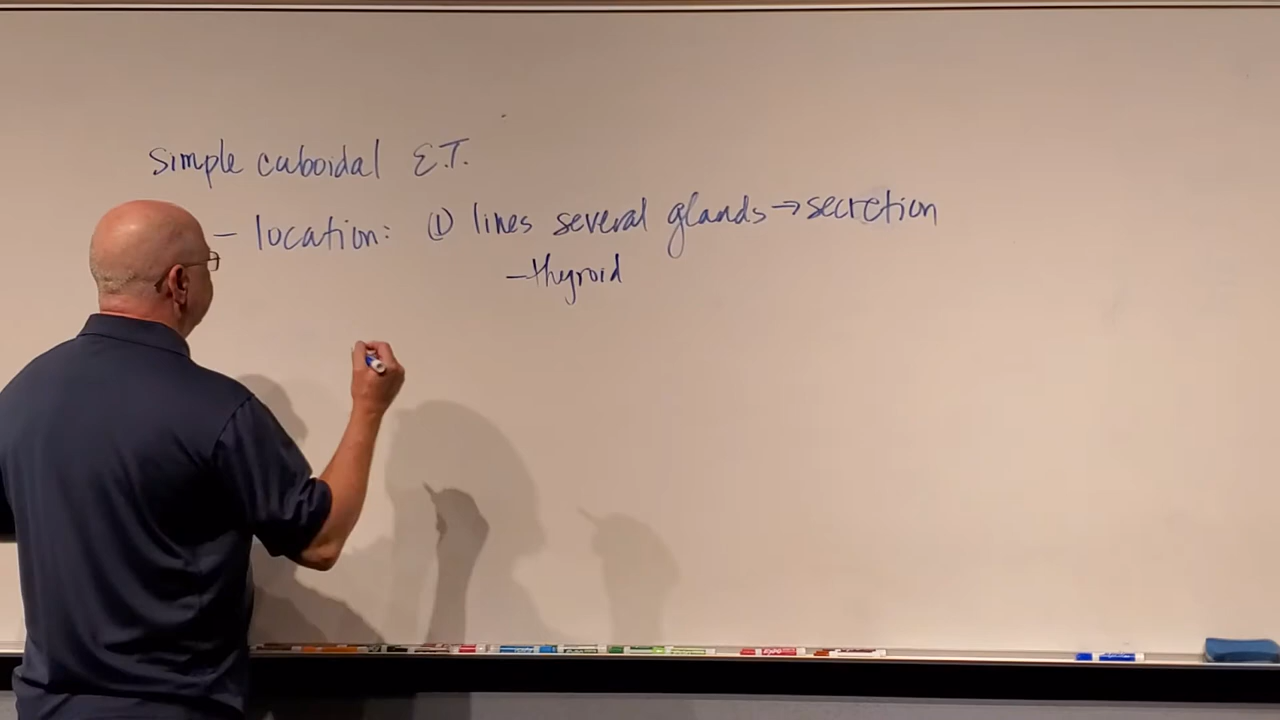 simple cuboidal E.T.
- location: ① lines several glands → secretion
- thyroid